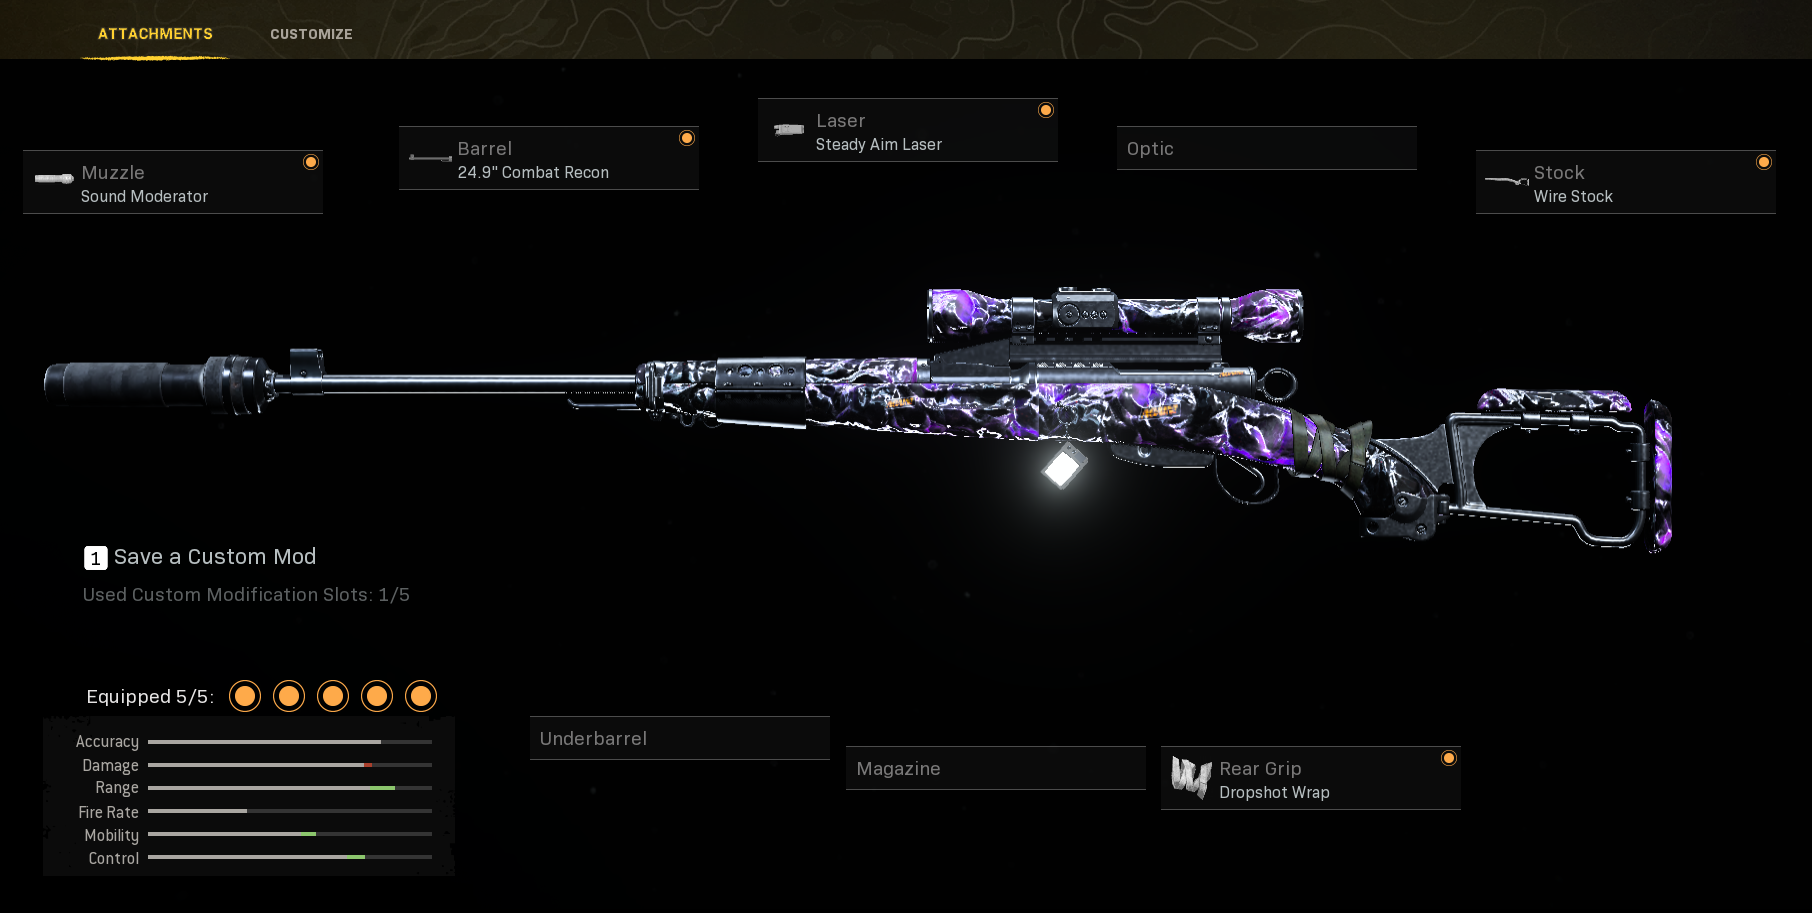 ATTACHMENTS
CUSTOMIZE
Muzzle
Sound Moderator
Barrel
24.9" Combat Recon
Laser
Steady Aim Laser
Optic
Stock
Wire Stock
1 Save a Custom Mod
Used Custom Modification Slots: 1/5
Equipped 5/5:
Accuracy
Damage
Range
Fire Rate
Mobility
Control
Underbarrel
Magazine
Rear Grip
Dropshot Wrap